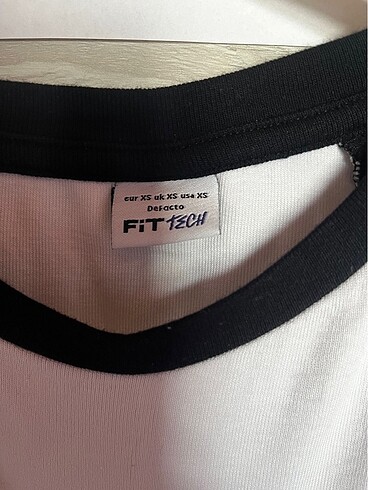 eur XS uk XS usa XS
DeFacto
FiT TECH